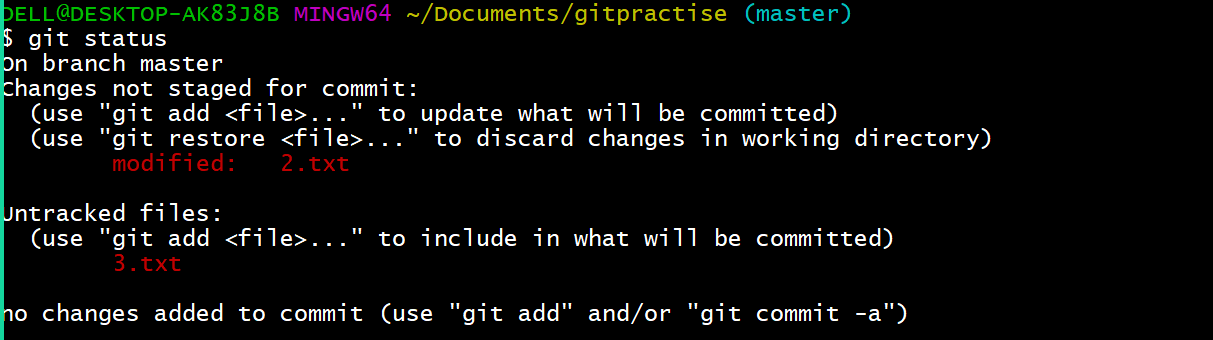 DELL@DESKTOP-AK83J8B MINGW64 ~/Documents/gitpractise (master)
$ git status
On branch master
Changes not staged for commit:
  (use "git add <file>..." to update what will be committed)
  (use "git restore <file>..." to discard changes in working directory)
        modified:   2.txt

Untracked files:
  (use "git add <file>..." to include in what will be committed)
        3.txt

no changes added to commit (use "git add" and/or "git commit -a")